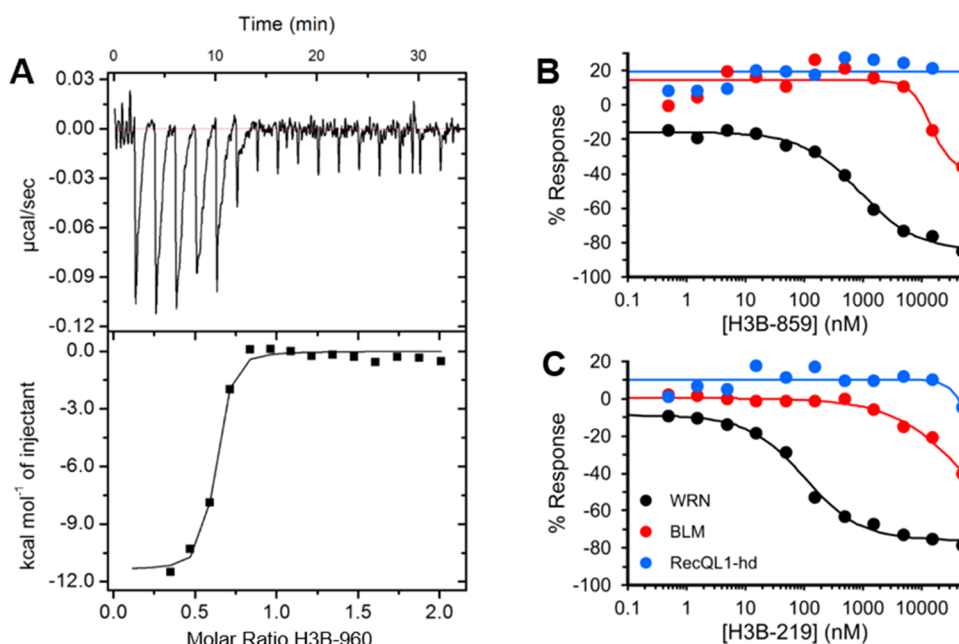 Time (min)
0 10 20 30
A
0.03
0.00
-0.03
-0.06
-0.09
-0.12
µcal/sec
0.0
-3.0
-6.0
-9.0
-12.0
kcal mol⁻¹ of injectant
0.0 0.5 1.0 1.5 2.0
Molar Ratio H3B-960
B
20
0
-20
-40
-60
-80
-100
% Response
0.1 1 10 100 1000 10000
[H3B-859] (nM)
C
20
0
-20
-40
-60
-80
-100
% Response
WRN
BLM
RecQL1-hd
0.1 1 10 100 1000 10000
[H3B-219] (nM)